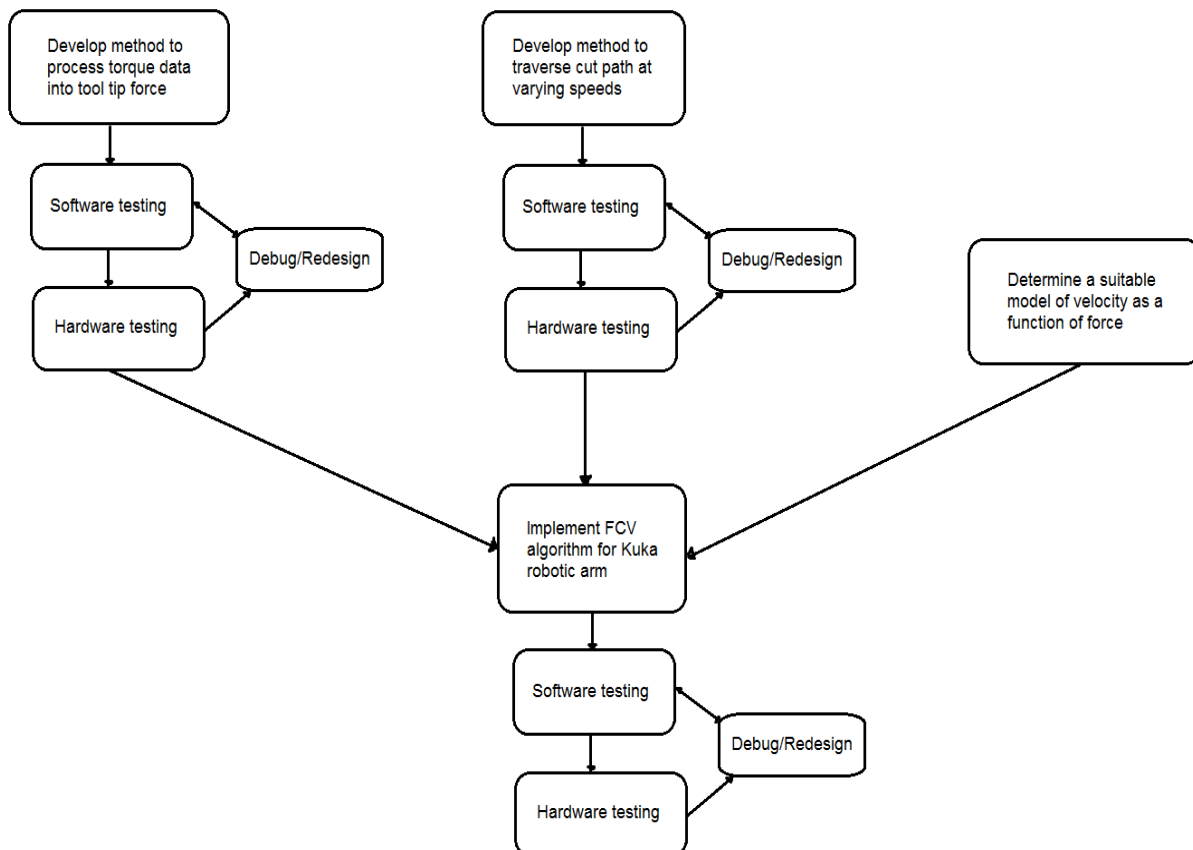 Develop method to
process torque data
into tool tip force
Develop method to
traverse cut path at
varying speeds
Software testing
Debug/Redesign
Hardware testing
Software testing
Debug/Redesign
Hardware testing
Determine a suitable
model of velocity as a
function of force
Implement FCV
algorithm for Kuka
robotic arm
Software testing
Debug/Redesign
Hardware testing